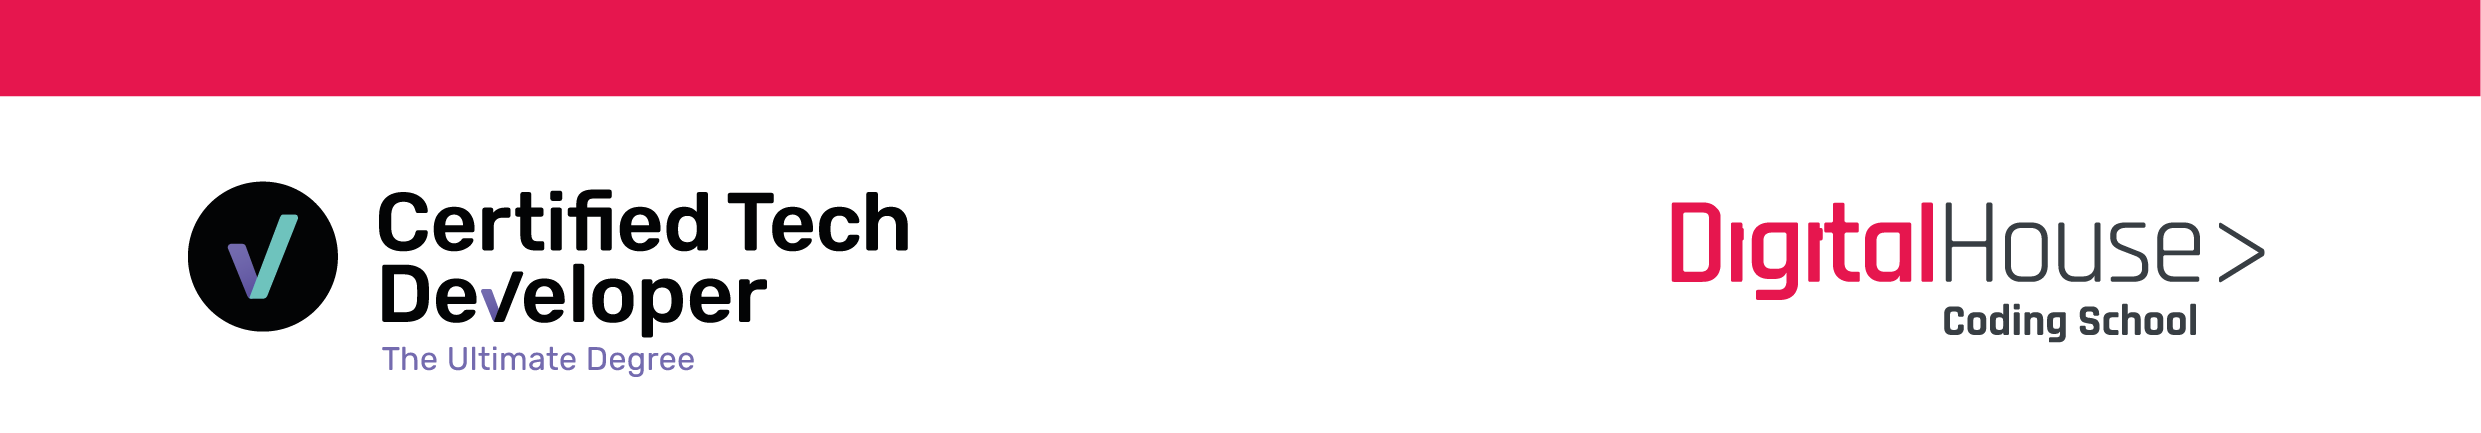 Certified Tech
Developer
The Ultimate Degree
DigitalHouse>
Coding School